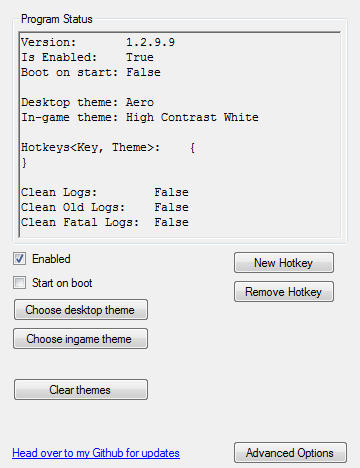 Program Status
Version: 1.2.9.9
Is Enabled: True
Boot on start: False
Desktop theme: Aero
In-game theme: High Contrast White
Hotkeys<Key, Theme>: {
}
Clean Logs: False
Clean Old Logs: False
Clean Fatal Logs: False
Enabled
New Hotkey
Start on boot
Remove Hotkey
Choose desktop theme
Choose ingame theme
Clear themes
Head over to my Github for updates
Advanced Options